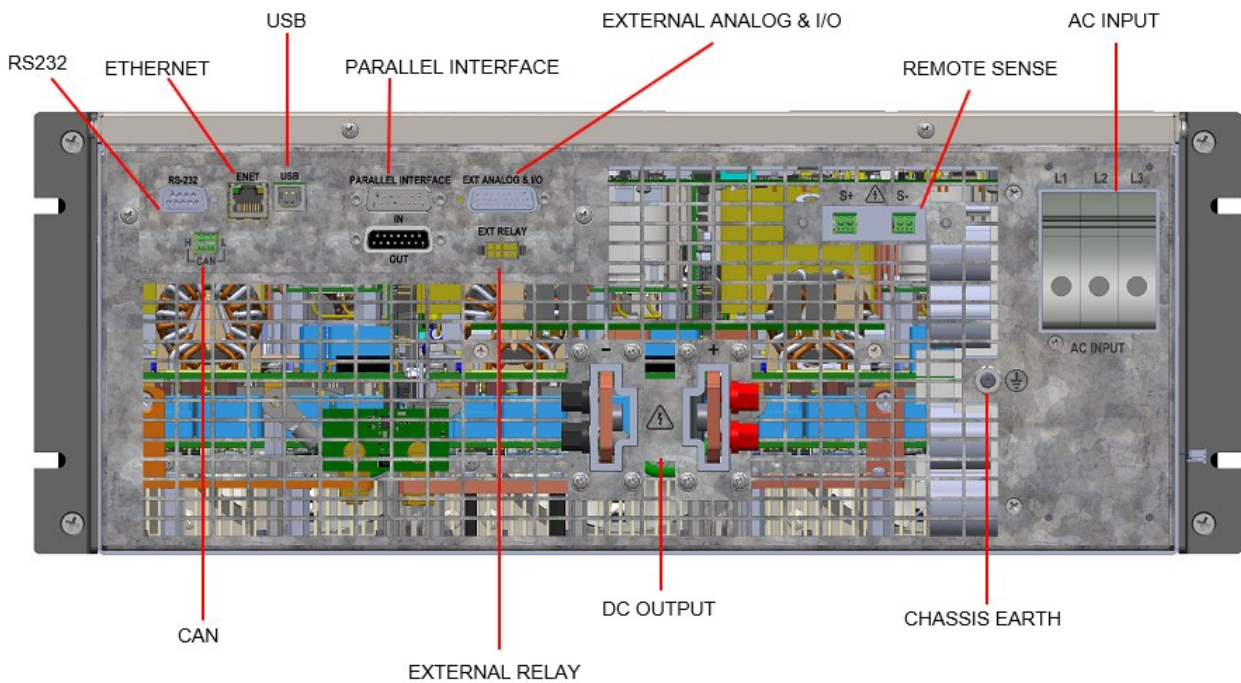 USB
EXTERNAL ANALOG & I/O
AC INPUT
RS232
ETHERNET
PARALLEL INTERFACE
REMOTE SENSE
RS-232
ENET
USB
PARALLEL INTERFACE
EXT ANALOG & I/O
L1 L2 L3
S+
S-
IN
EXT RELAY
H
L
CAN
OUT
AC INPUT
-
+
DC OUTPUT
CHASSIS EARTH
CAN
EXTERNAL RELAY